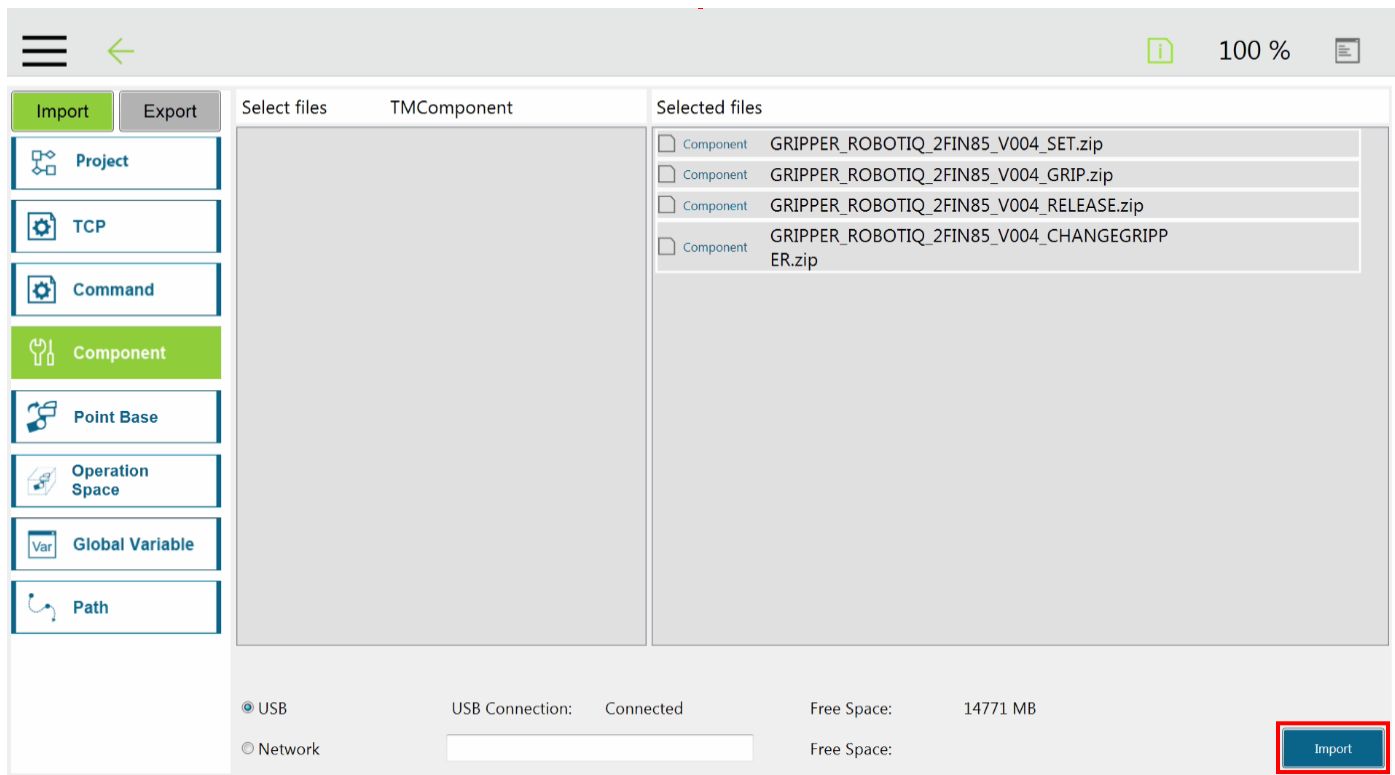 100 %
Import Export
Select files TMComponent
Selected files
Project
TCP
Command
Component
Point Base
Operation
Space
Var Global Variable
Path
Component GRIPPER_ROBOTIQ_2FIN85_V004_SET.zip
Component GRIPPER_ROBOTIQ_2FIN85_V004_GRIP.zip
Component GRIPPER_ROBOTIQ_2FIN85_V004_RELEASE.zip
Component GRIPPER_ROBOTIQ_2FIN85_V004_CHANGEGRIPP
ER.zip
USB USB Connection: Connected Free Space: 14771 MB
Network Free Space:
Import